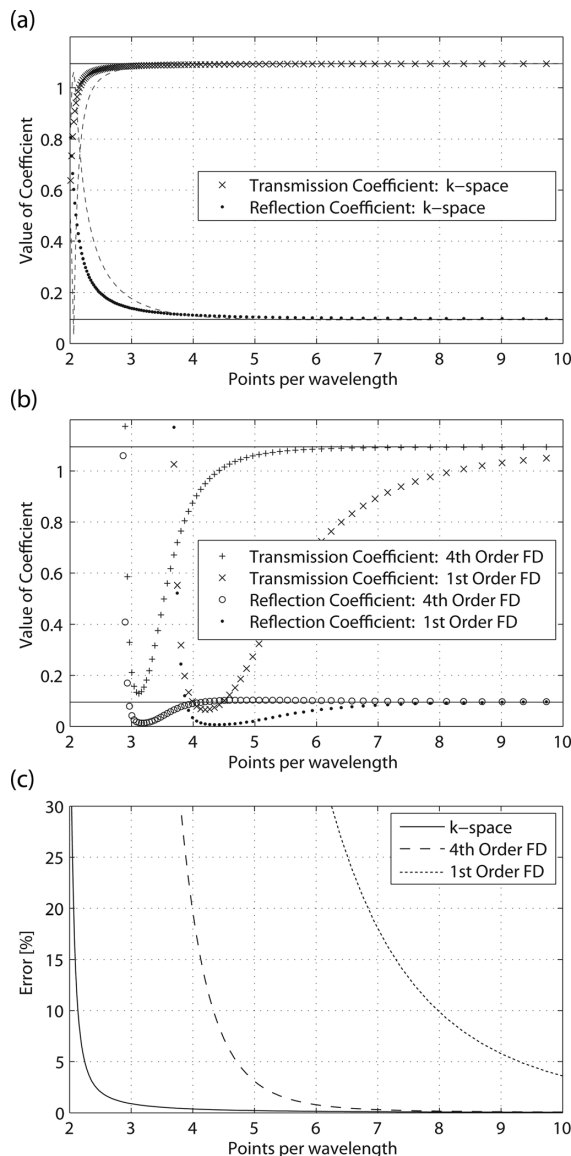 (a)
1
0.8
0.6
0.4
0.2
0
Value of Coefficient
Transmission Coefficient: k−space
Reflection Coefficient: k−space
2 3 4 5 6 7 8 9 10
Points per wavelength
(b)
1
0.8
0.6
0.4
0.2
0
Value of Coefficient
Transmission Coefficient: 4th Order FD
Transmission Coefficient: 1st Order FD
Reflection Coefficient: 4th Order FD
Reflection Coefficient: 1st Order FD
2 3 4 5 6 7 8 9 10
Points per wavelength
(c)
30
25
20
15
10
5
0
Error [%]
k−space
4th Order FD
1st Order FD
2 3 4 5 6 7 8 9 10
Points per wavelength